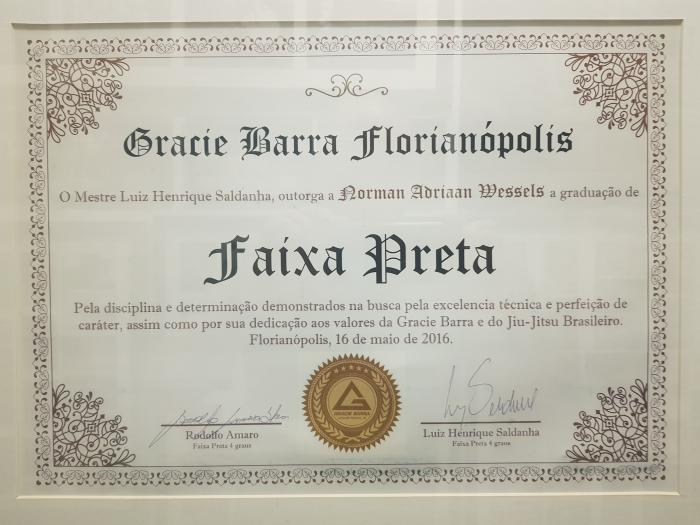 Gracie Barra Florianópolis
O Mestre Luiz Henrique Saldanha, outorga a Norman Adriaan Wessels a graduação de
Faixa Preta
Pela disciplina e determinação demonstrados na busca pela excelencia técnica e perfeição de
caráter, assim como por sua dedicação aos valores da Gracie Barra e do Jiu-Jitsu Brasileiro.
Florianópolis, 16 de maio de 2016.
GRACIE BARRA
Rodolfo Amaro
Faixa Preta 4 graus
Luiz Henrique Saldanha
Faixa Preta 4 graus